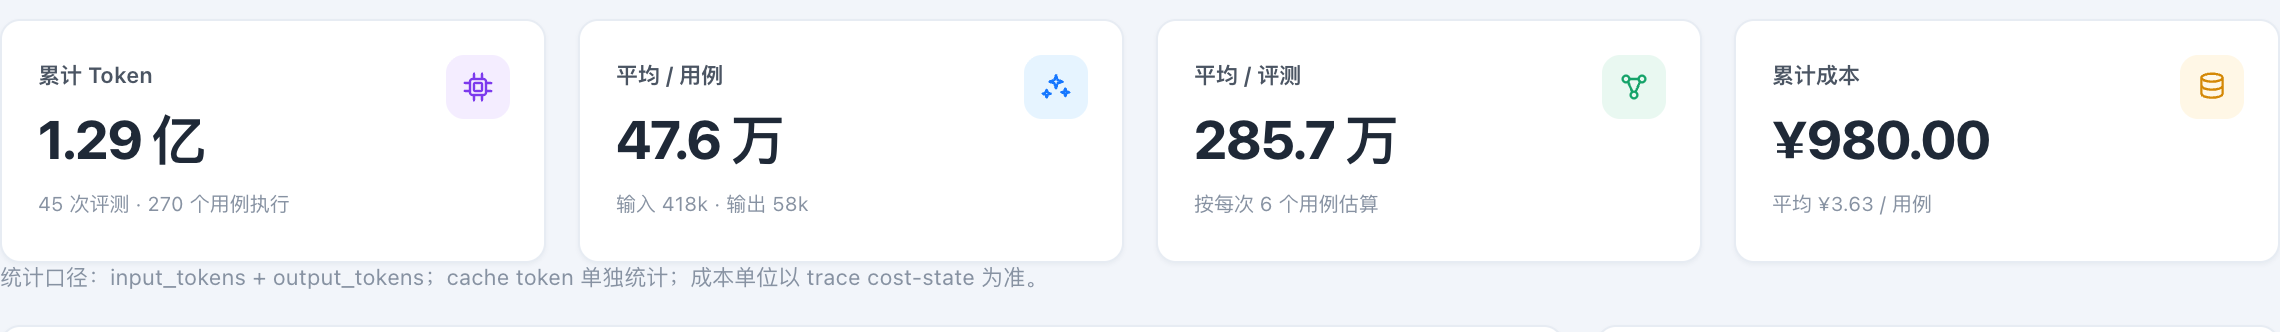 累计 Token
1.29 亿
45 次评测 · 270 个用例执行
平均 / 用例
47.6 万
输入 418k · 输出 58k
平均 / 评测
285.7 万
按每次 6 个用例估算
累计成本
¥980.00
平均 ¥3.63 / 用例
统计口径：input_tokens + output_tokens；cache token 单独统计；成本单位以 trace cost-state 为准。